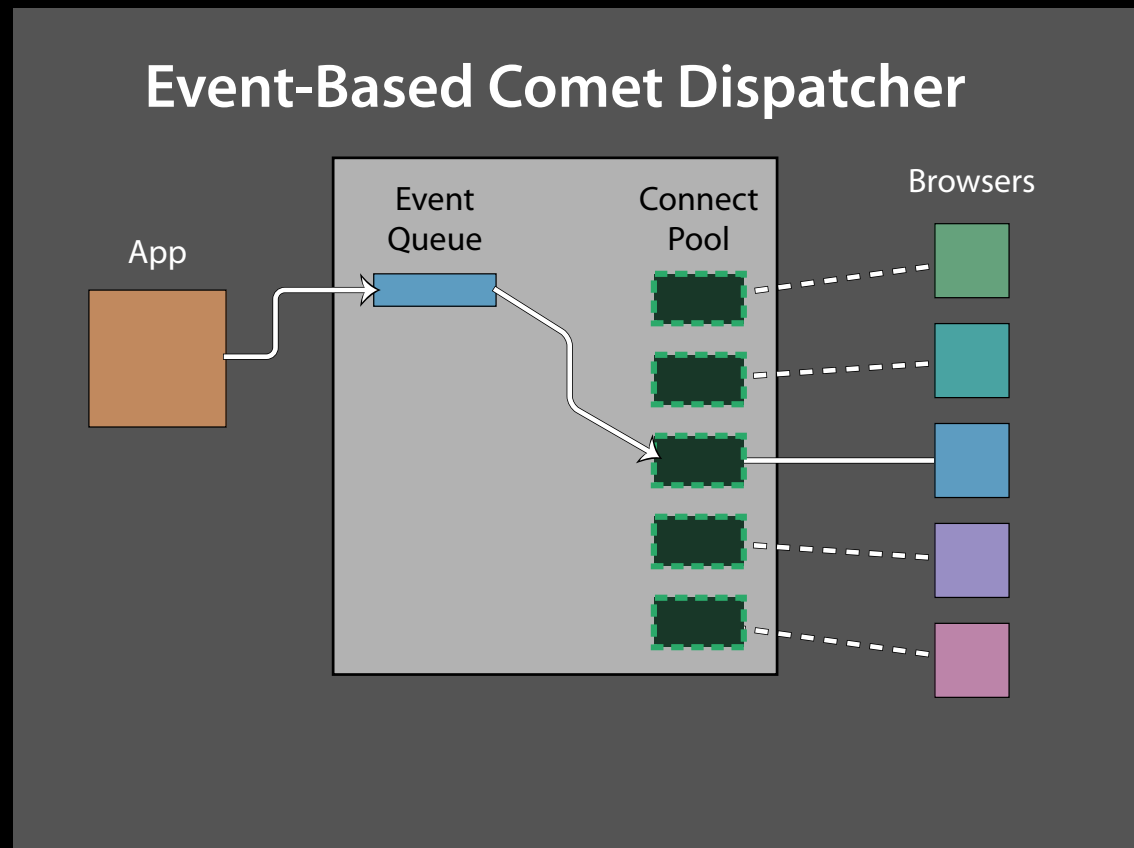 Event-Based Comet Dispatcher
App
Event
Queue
Connect
Pool
Browsers